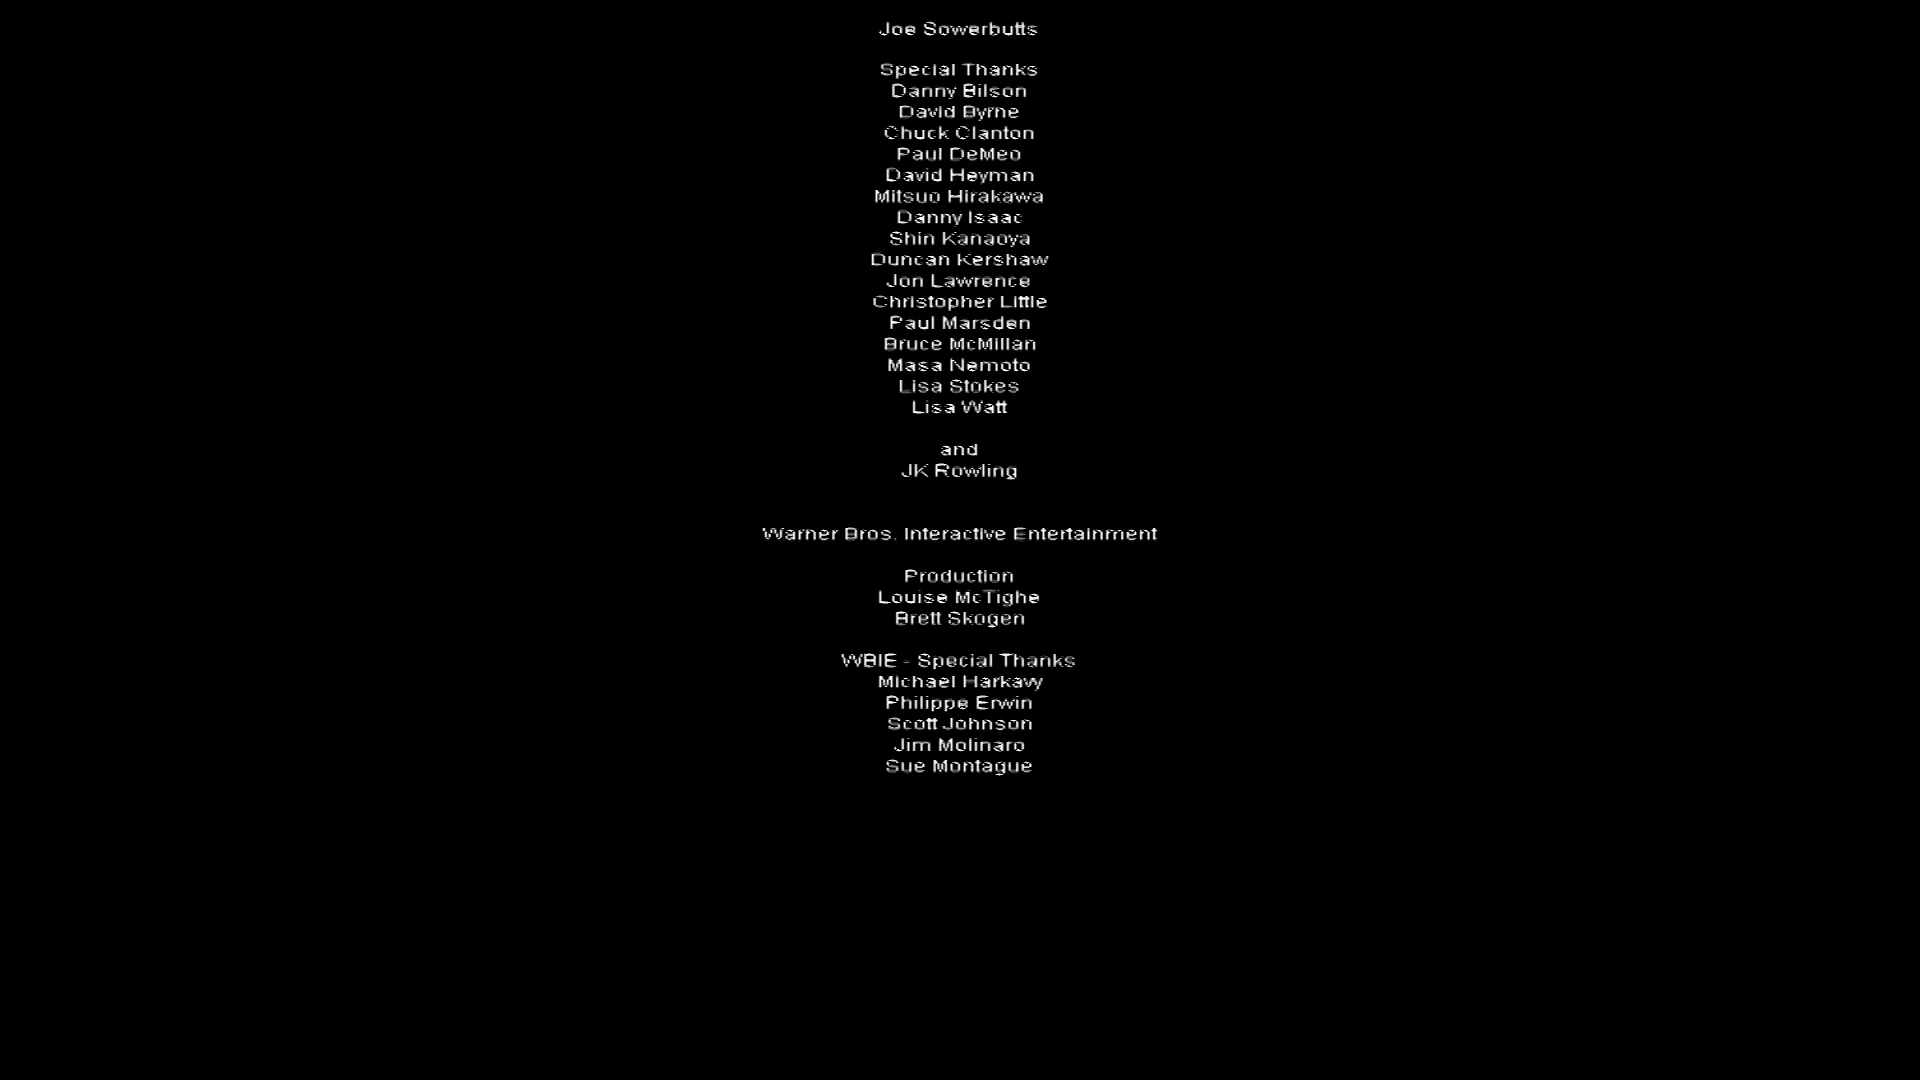 Joe Sowerbutts
Special Thanks
Danny Bilson
David Byrne
Chuck Clanton
Paul DeMeo
David Heyman
Mitsuo Hirakawa
Danny Isaac
Shin Kanaoya
Duncan Kershaw
Jon Lawrence
Christopher Little
Paul Marsden
Bruce McMillan
Masa Nemoto
Lisa Stokes
Lisa Watt
and
JK Rowling
Warner Bros. Interactive Entertainment
Production
Louise McTighe
Brett Skogen
WBIE - Special Thanks
Michael Harkavy
Philippe Erwin
Scott Johnson
Jim Molinaro
Sue Montague